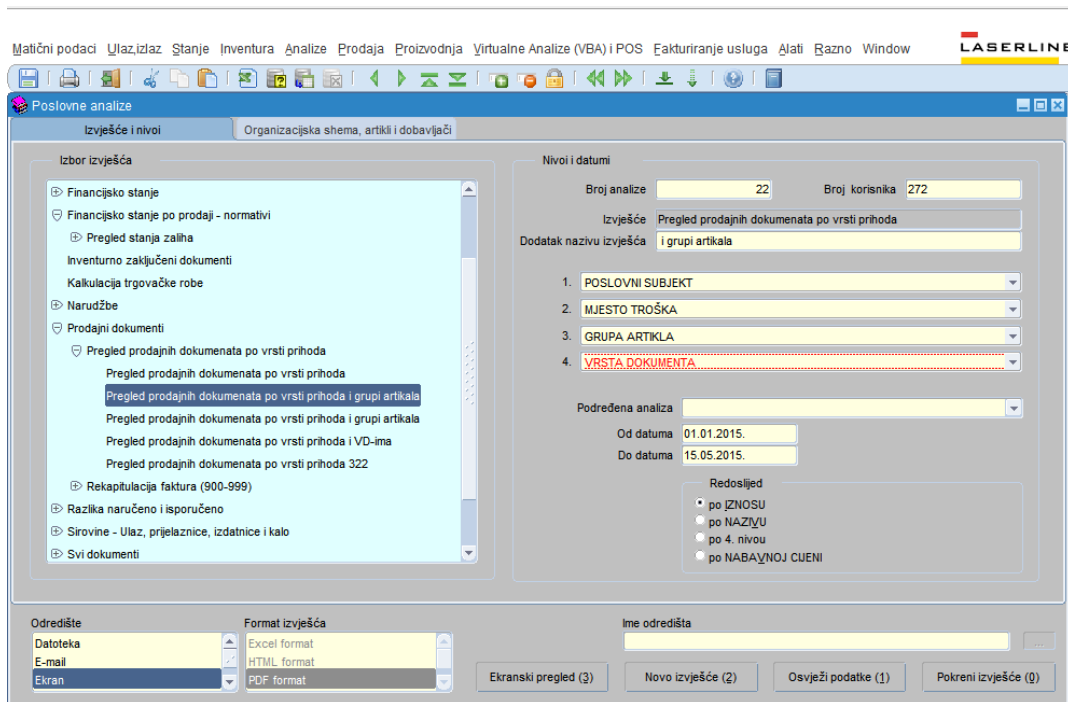 Matični podaci Ulaz,izlaz Stanje Inventura Analize Prodaja Proizvodnja Virtualne Analize (VBA) i POS Fakturiranje usluga Alati Razno Window
LASERLINE
Poslovne analize
Izvješće i nivoi
Organizacijska shema, artikli i dobavljači
Izbor izvješća
Financijsko stanje
Financijsko stanje po prodaji - normativi
Pregled stanja zaliha
Inventurno zaključeni dokumenti
Kalkulacija trgovačke robe
Narudžbe
Prodajni dokumenti
Pregled prodajnih dokumenata po vrsti prihoda
Pregled prodajnih dokumenata po vrsti prihoda
Pregled prodajnih dokumenata po vrsti prihoda i grupi artikala
Pregled prodajnih dokumenata po vrsti prihoda i grupi artikala
Pregled prodajnih dokumenata po vrsti prihoda i VD-ima
Pregled prodajnih dokumenata po vrsti prihoda 322
Rekapitulacija faktura (900-999)
Razlika naručeno i isporučeno
Sirovine - Ulaz, prijelaznice, izdatnice i kalo
Svi dokumenti
Nivoi i datumi
Broj analize 22 Broj korisnika 272
Izvješće Pregled prodajnih dokumenata po vrsti prihoda
Dodatak nazivu izvješća i grupi artikala
1. POSLOVNI SUBJEKT
2. MJESTO TROŠKA
3. GRUPA ARTIKLA
4. VRSTA DOKUMENTA
Podređena analiza
Od datuma 01.01.2015.
Do datuma 15.05.2015.
Redoslijed
po IZNOSU
po NAZIVU
po 4. nivou
po NABAVNOJ CIJENI
Odredište
Datoteka
E-mail
Ekran
Format izvješća
Excel format
HTML format
PDF format
Ime odredišta
...
Ekranski pregled (3) Novo izvješće (2) Osvježi podatke (1) Pokreni izvješće (0)